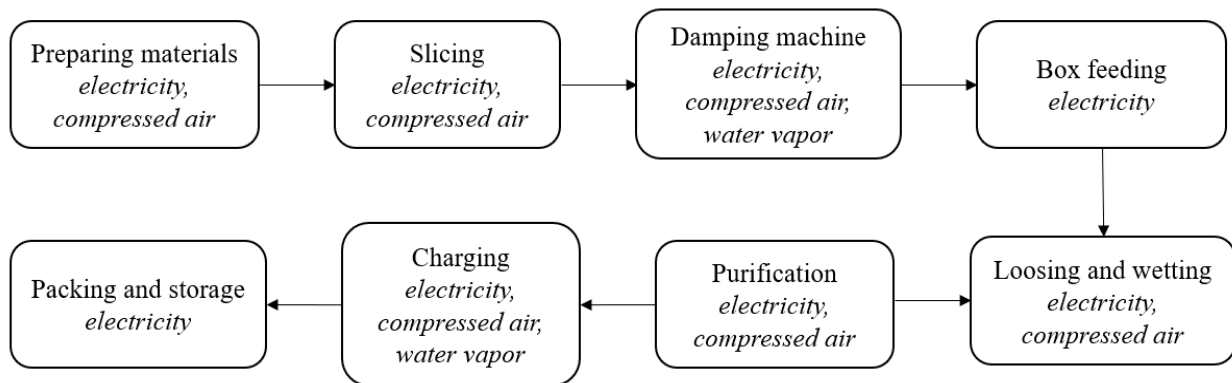 Preparing materials
electricity,
compressed air
Slicing
electricity,
compressed air
Damping machine
electricity,
compressed air,
water vapor
Box feeding
electricity
Packing and storage
electricity
Charging
electricity,
compressed air,
water vapor
Purification
electricity,
compressed air
Loosing and wetting
electricity,
compressed air